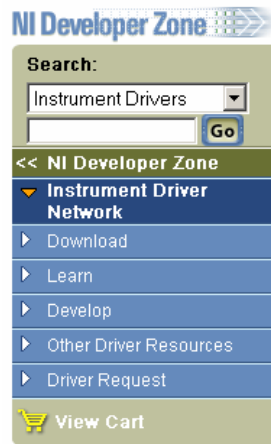 NI Developer Zone
Search:
Instrument Drivers
Go
<< NI Developer Zone
Instrument Driver
Network
Download
Learn
Develop
Other Driver Resources
Driver Request
View Cart